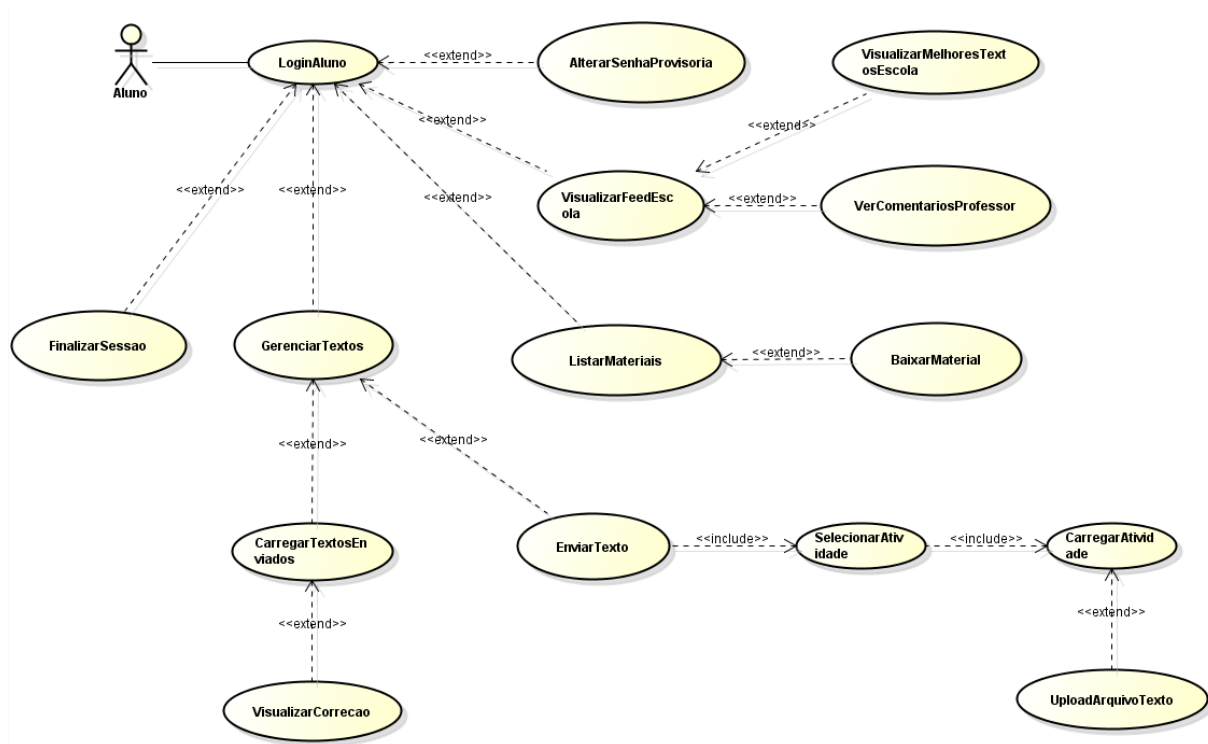 Aluno
LoginAluno
<<extend>>
AlterarSenhaProvisoria
VisualizarMelhoresText
osEscola
<<extend>>
<<extend>>
<<extend>>
<<extend>>
<<extend>>
VisualizarFeedEsc
ola
<<extend>>
VerComentariosProfessor
FinalizarSessao
GerenciarTextos
ListarMateriais
<<extend>>
BaixarMaterial
<<extend>>
<<extend>>
CarregarTextosEn
viados
EnviarTexto
<<include>>
SelecionarAtiv
idade
<<include>>
CarregarAtivid
ade
<<extend>>
<<extend>>
VisualizarCorrecao
UploadArquivoTexto